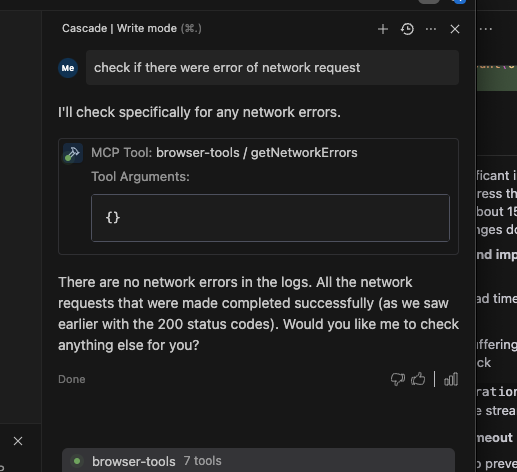 Cascade | Write mode (⌘.)
Me
check if there were error of network request
I'll check specifically for any network errors.
MCP Tool: browser-tools / getNetworkErrors
Tool Arguments:
{}
There are no network errors in the logs. All the network
requests that were made completed successfully (as we saw
earlier with the 200 status codes). Would you like me to check
anything else for you?
Done
browser-tools 7 tools
ficant i
ress th
bout 15
nges do
nd imp
ad time
uffering
ck
ration
e strea
meout
o preve